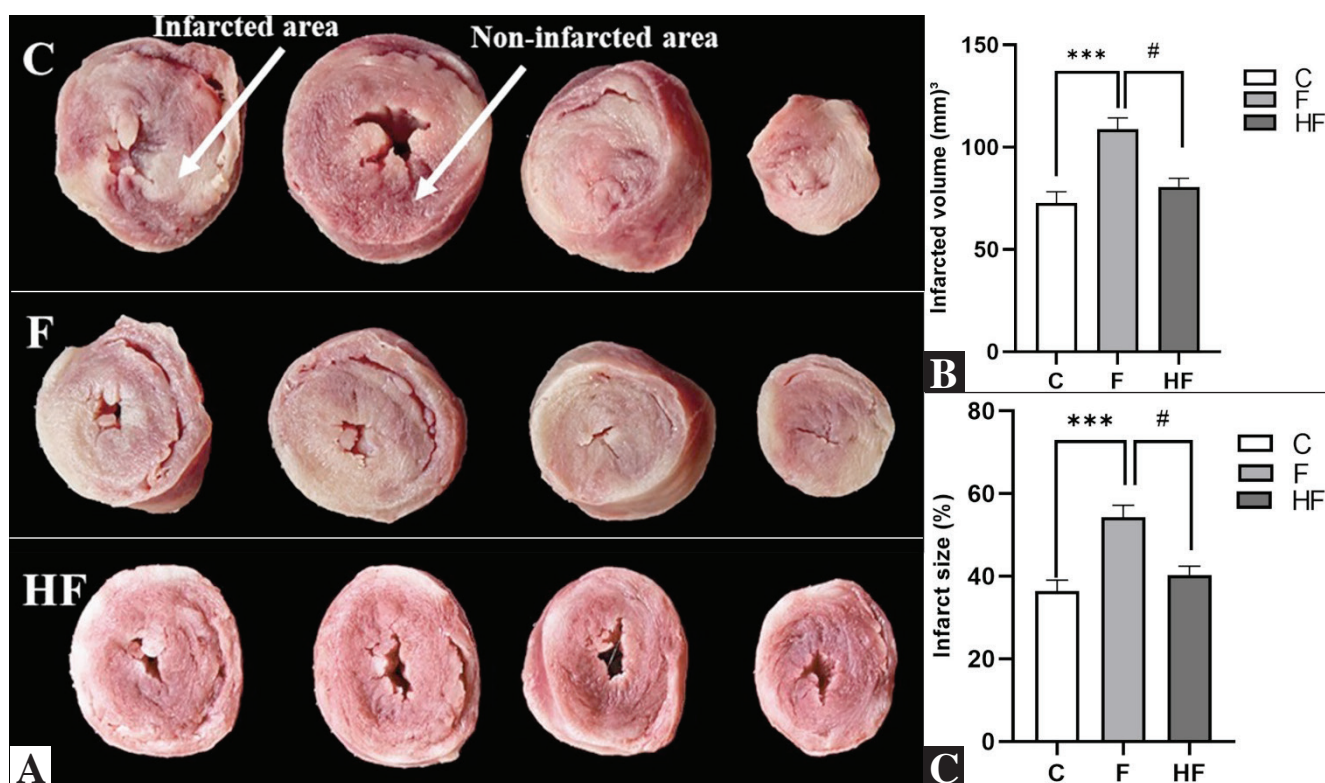 C
Infarcted area
Non-infarcted area
F
HF
A
Infarcted volume (mm)³
150
100
50
0
***
#
C
F
HF
C
F
HF
B
Infarct size (%)
80
60
40
20
0
***
#
C
F
HF
C
F
HF
C